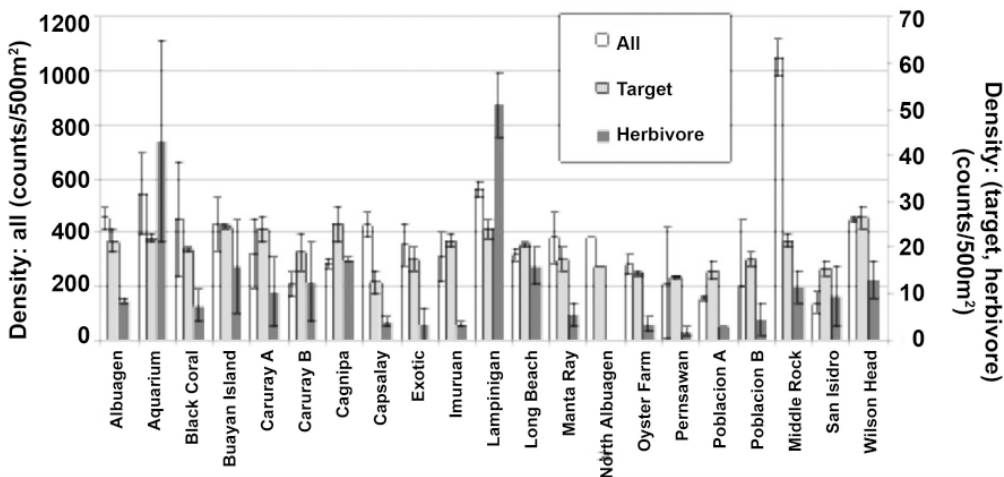 1200
1000
800
600
400
200
0
Density: all (counts/500m²)
All
Target
Herbivore
70
60
50
40
30
20
10
0
Density: (target, herbivore)
(counts/500m²)
Albuagen
Aquarium
Black Coral
Buayan Island
Caruray A
Caruray B
Cagnipa
Capsalay
Exotic
Imuruan
Lampinigan
Long Beach
Manta Ray
North Albuagen
Oyster Farm
Pernsawan
Poblacion A
Poblacion B
Middle Rock
San Isidro
Wilson Head